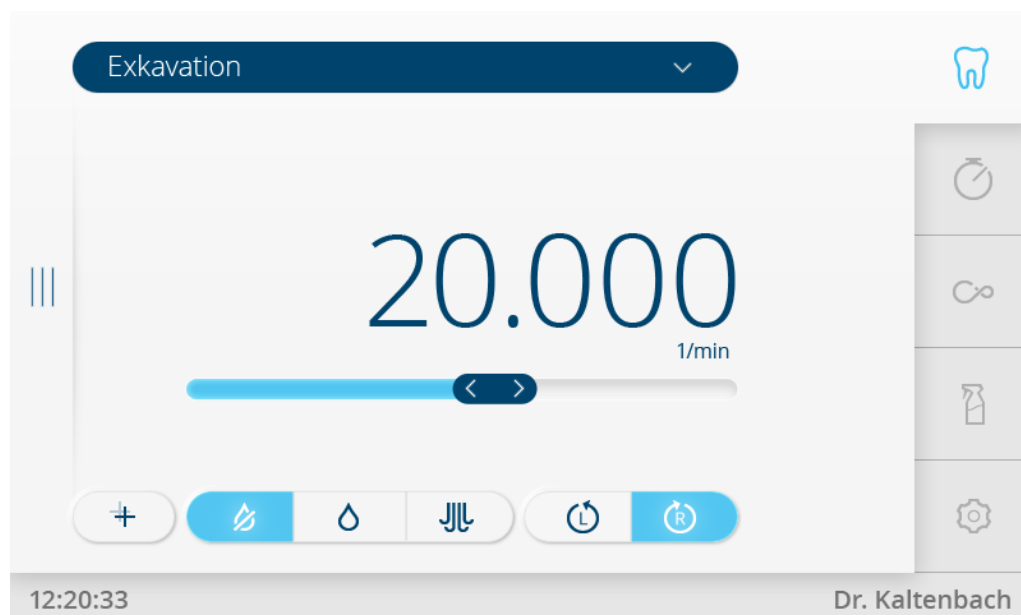 Exkavation
20.000
1/min
L
R
12:20:33
Dr. Kaltenbach